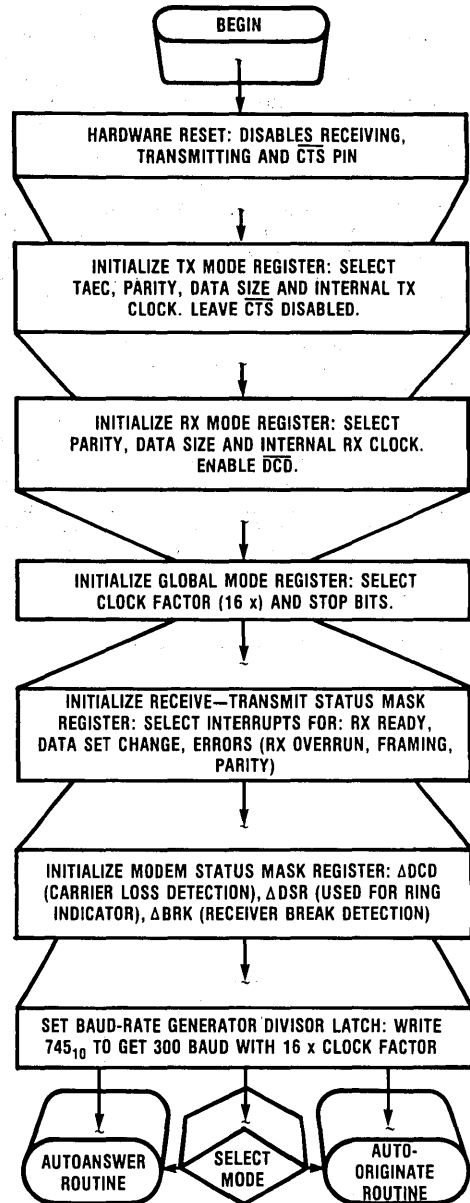 BEGIN
HARDWARE RESET: DISABLES RECEIVING,
TRANSMITTING AND C̅T̅S̅ PIN
INITIALIZE TX MODE REGISTER: SELECT
TAEC, PARITY, DATA SIZE AND INTERNAL TX
CLOCK. LEAVE C̅T̅S̅ DISABLED.
INITIALIZE RX MODE REGISTER: SELECT
PARITY, DATA SIZE AND INTERNAL RX CLOCK.
ENABLE D̅C̅D̅.
INITIALIZE GLOBAL MODE REGISTER: SELECT
CLOCK FACTOR (16 x) AND STOP BITS.
INITIALIZE RECEIVE—TRANSMIT STATUS MASK
REGISTER: SELECT INTERRUPTS FOR: RX READY,
DATA SET CHANGE, ERRORS (RX OVERRUN, FRAMING,
PARITY)
INITIALIZE MODEM STATUS MASK REGISTER: ΔDCD
(CARRIER LOSS DETECTION), ΔDSR (USED FOR RING
INDICATOR), ΔBRK (RECEIVER BREAK DETECTION)
SET BAUD-RATE GENERATOR DIVISOR LATCH: WRITE
745₁₀ TO GET 300 BAUD WITH 16 x CLOCK FACTOR
AUTOANSWER
ROUTINE
SELECT
MODE
AUTO-
ORIGINATE
ROUTINE